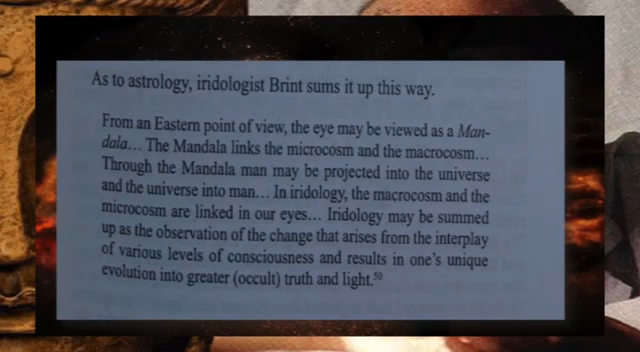 As to astrology, iridologist Brint sums it up this way.
From an Eastern point of view, the eye may be viewed as a Man-
dala... The Mandala links the microcosm and the macrocosm...
Through the Mandala man may be projected into the universe
and the universe into man... In iridology, the macrocosm and the
microcosm are linked in our eyes... Iridology may be summed
up as the observation of the change that arises from the interplay
of various levels of consciousness and results in one's unique
evolution into greater (occult) truth and light.50